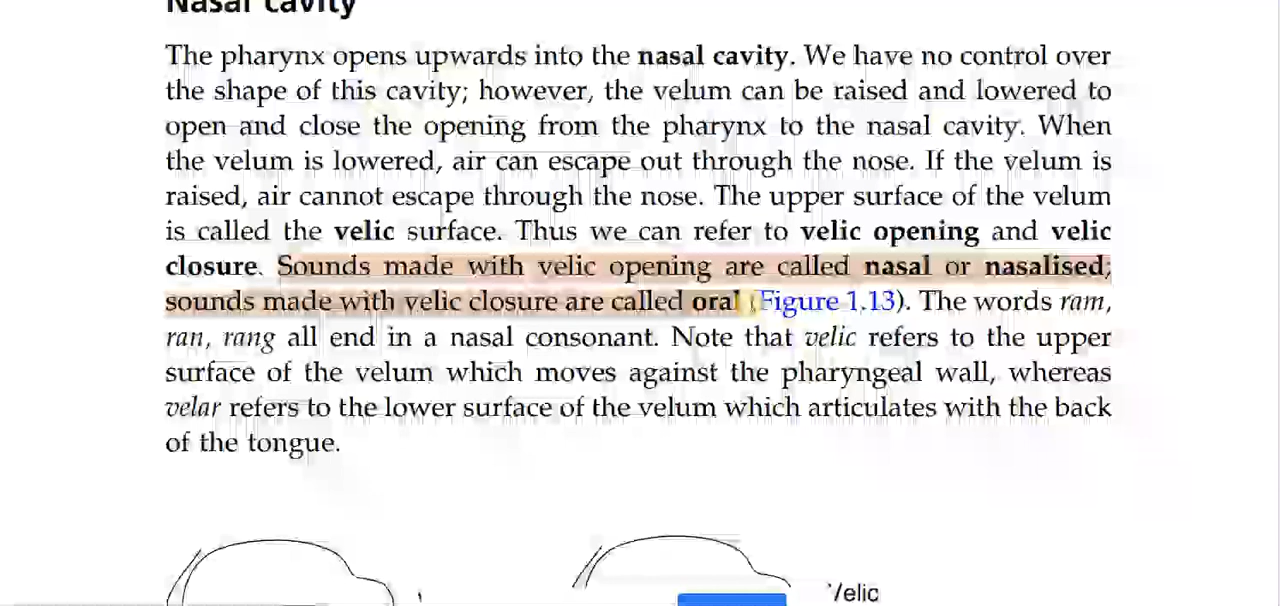 Nasal cavity
The pharynx opens upwards into the nasal cavity. We have no control over
the shape of this cavity; however, the velum can be raised and lowered to
open and close the opening from the pharynx to the nasal cavity. When
the velum is lowered, air can escape out through the nose. If the velum is
raised, air cannot escape through the nose. The upper surface of the velum
is called the velic surface. Thus we can refer to velic opening and velic
closure. Sounds made with velic opening are called nasal or nasalised;
sounds made with velic closure are called oral (Figure 1.13). The words ram,
ran, rang all end in a nasal consonant. Note that velic refers to the upper
surface of the velum which moves against the pharyngeal wall, whereas
velar refers to the lower surface of the velum which articulates with the back
of the tongue.
Velic